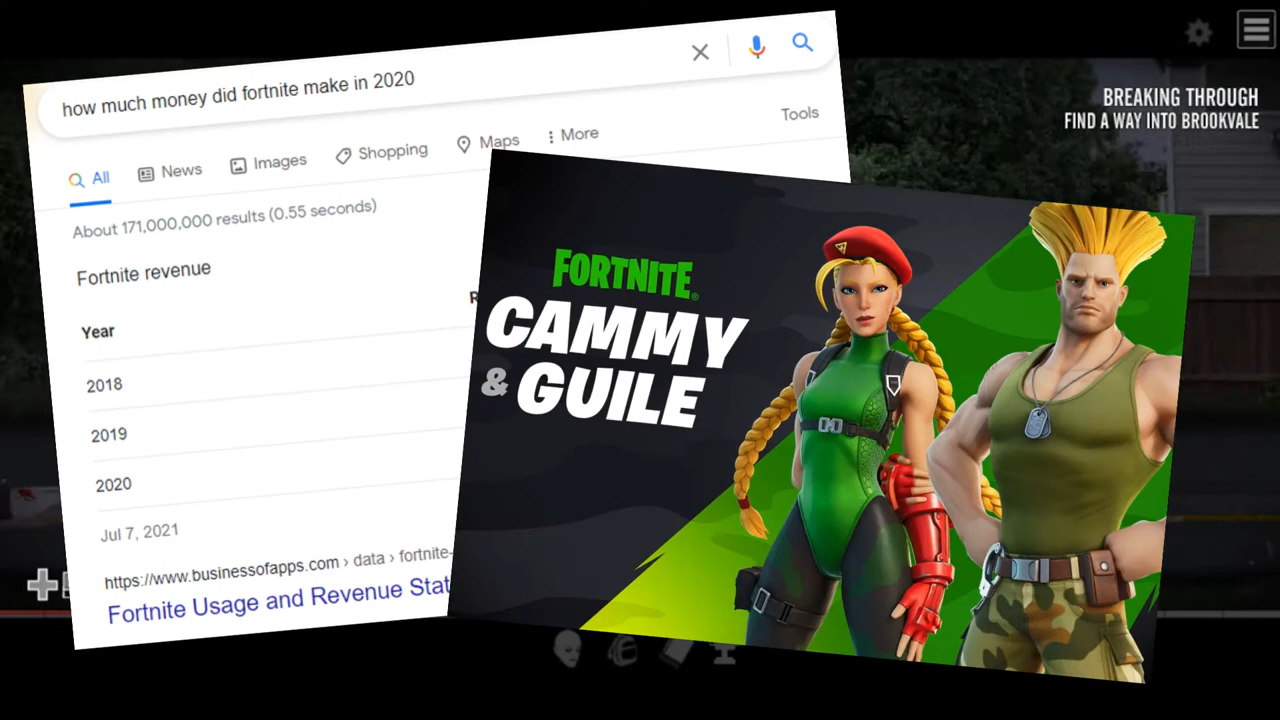 how much money did fortnite make in 2020
All News Images Shopping Maps More Tools
About 171,000,000 results (0.55 seconds)
Fortnite revenue
R
Year
2018
2019
2020
Jul 7, 2021
https://www.businessofapps.com › data › fortnite-
Fortnite Usage and Revenue Stat
FORTNITE®
CAMMY
& GUILE
BREAKING THROUGH
FIND A WAY INTO BROOKVALE